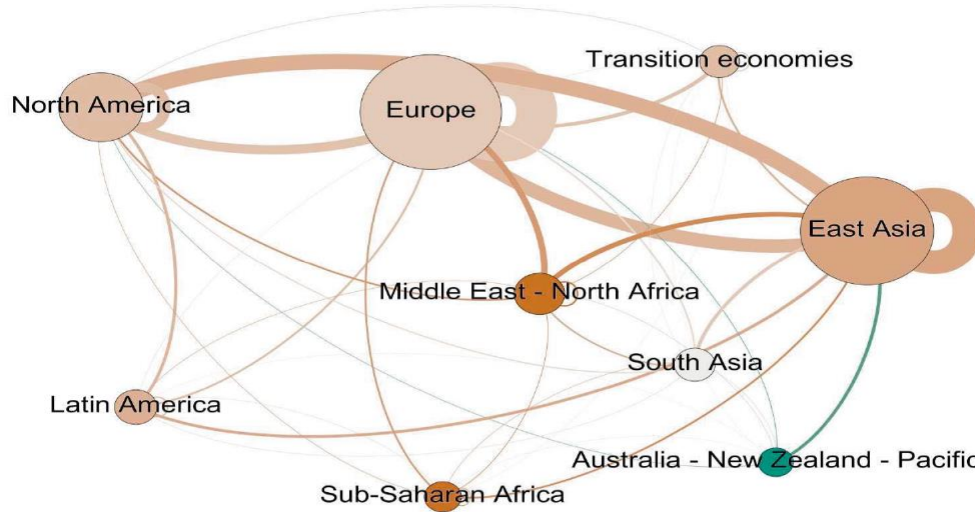 Transition economies
North America
Europe
East Asia
Middle East - North Africa
South Asia
Latin America
Australia - New Zealand - Pacific
Sub-Saharan Africa